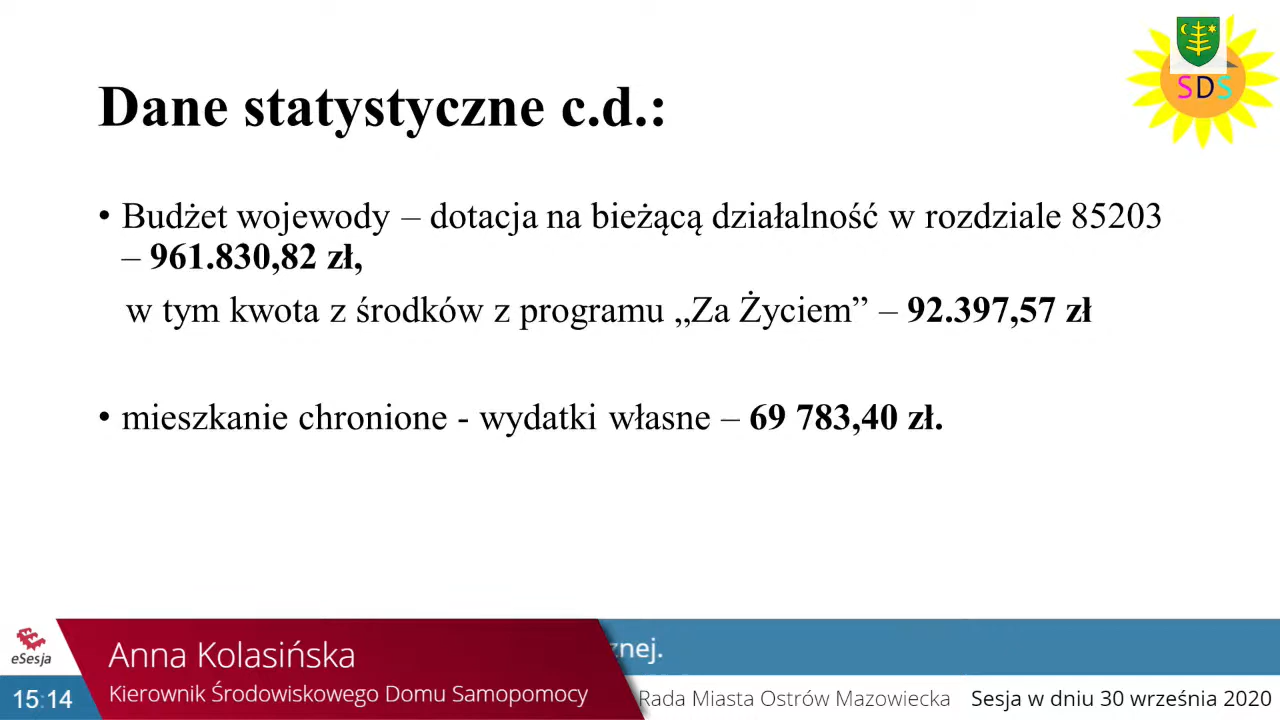 SDS
Dane statystyczne c.d.:
• Budżet wojewody – dotacja na bieżącą działalność w rozdziale 85203
– 961.830,82 zł,
w tym kwota z środków z programu „Za Życiem” – 92.397,57 zł
• mieszkanie chronione - wydatki własne – 69 783,40 zł.
eSesja
Anna Kolasińska
znej.
15:14
Kierownik Środowiskowego Domu Samopomocy
Rada Miasta Ostrów Mazowiecka
Sesja w dniu 30 września 2020